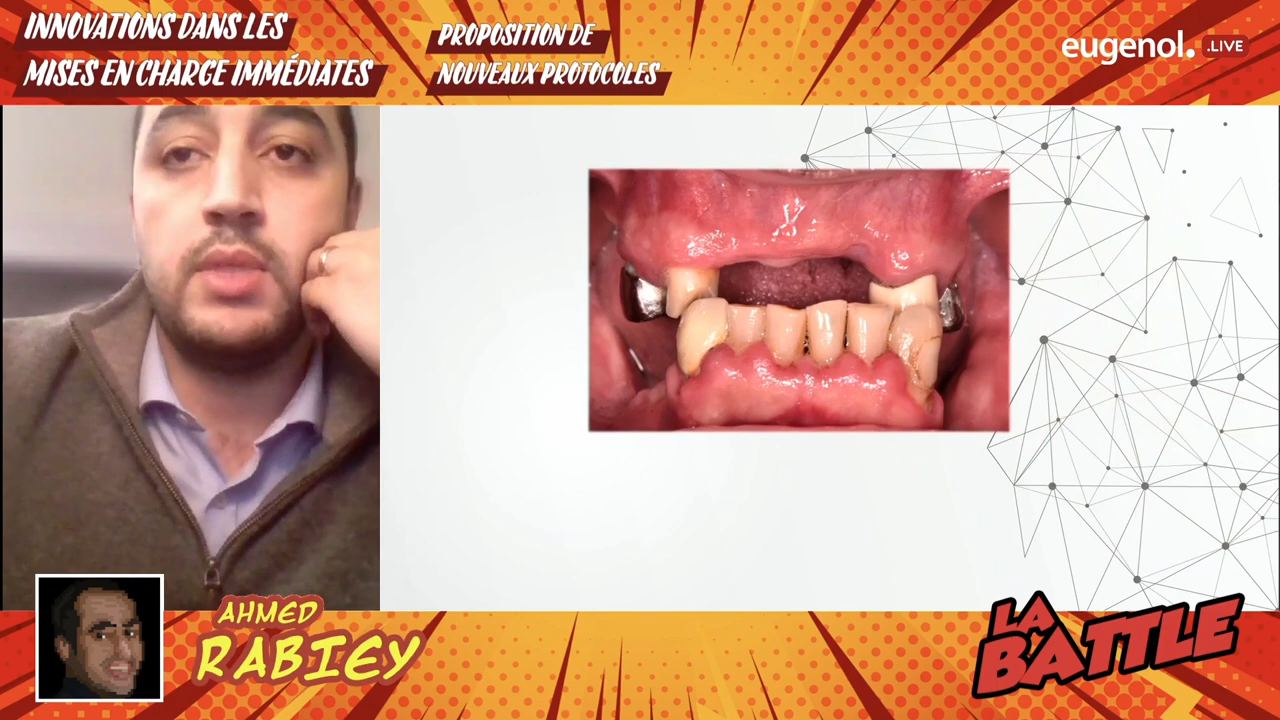 INNOVATIONS DANS LES
MISES EN CHARGE IMMÉDIATES
PROPOSITION DE
NOUVEAUX PROTOCOLES
eugenol. .LIVE
AHMED
RABIEY
LA
BATTLE